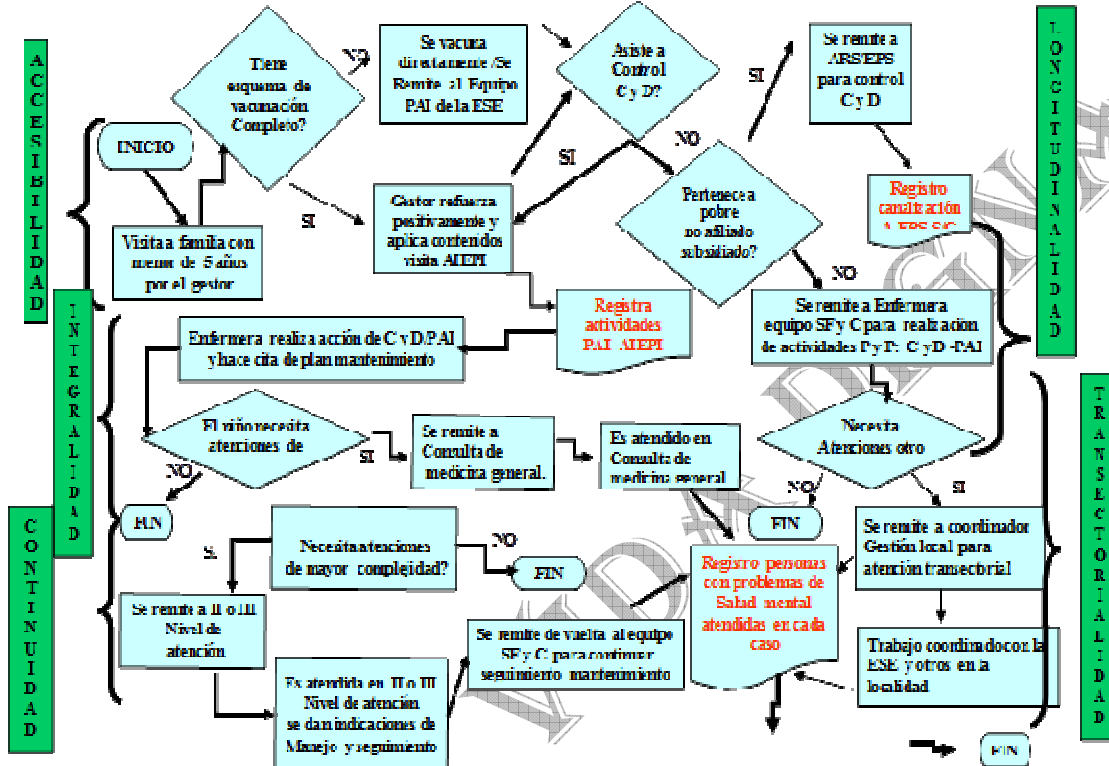 ACCESIBILIDAD
INTEGRALIDAD
CONTINUIDAD
INICIO
Visita a familia con
menor de 5 años
por el gestor
Tiene
esquema de
vacunación
Completo?
NO
SI
Se vacuna
directamente /Se
Remite al Equipo
PAI de la ESE
Gestor refuerza
positivamente y
aplica contenidos
visita AIEPI
Asiste a
Control
C y D?
SI
NO
Registra
actividades
PAI AIEPI
Pertenece a
pobre
no afiliado
subsidiado?
SI
NO
Se remite a
ARS/EPS
para control
C y D
Registro
canalización
Se remite a Enfermera
equipo SF y C para realización
de actividades P y P: C y D -PAI
Enfermera realiza acción de C y D/PAI
y hace cita de plan mantenimiento
El niño necesita
atenciones de
NO
SI
FIN
Se remite a
Consulta de
medicina general.
Es atendido en
Consulta de
medicina general
Necesita
Atenciones otro
NO
SI
FIN
Se remite a coordinador
Gestión local para
atención transectorial
Trabajo coordinado con la
ESE y otros en la
localidad
Registro personas
con problemas de
Salud mental
atendidas en cada
caso
Necesita atenciones
de mayor complejidad?
NO
FIN
Se remite a II o III
Nivel de
atención
Es atendida en II o III
Nivel de atención
se dan indicaciones de
Manejo y seguimiento
Se remite de vuelta al equipo
SF y C para continuar
seguimiento mantenimiento
FIN
LONGITUDINALIDAD
TRANSECTORIALIDAD